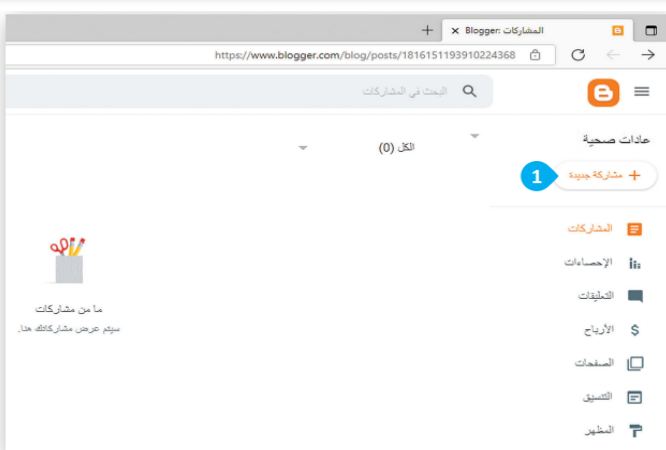 المشاركات :Blogger
https://www.blogger.com/blog/posts/1816151193910224368
البحث في المشاركات
عادات صحية
الكل (0)
مشاركة جديدة
1
المشاركات
الإحصاءات
التعليقات
الأرباح
الصفحات
التنسيق
المظهر
ما من مشاركات
سيتم عرض مشاركاتك هنا.